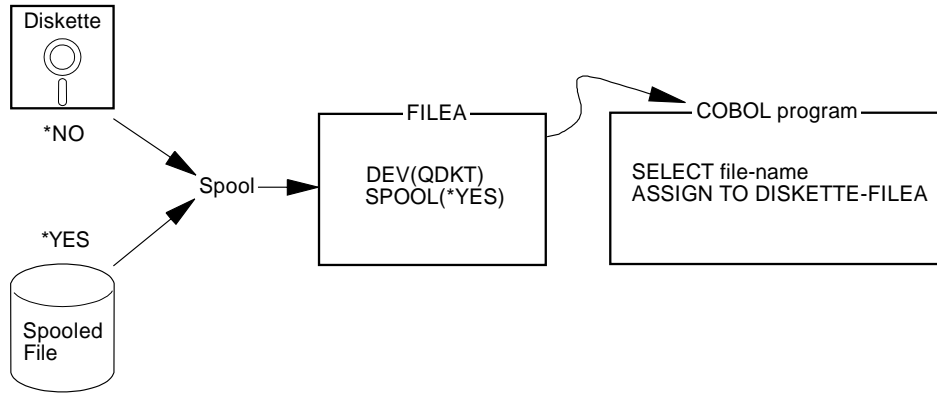 Diskette
*NO
Spool
*YES
Spooled
File
FILEA
DEV(QDKT)
SPOOL(*YES)
COBOL program
SELECT file-name
ASSIGN TO DISKETTE-FILEA